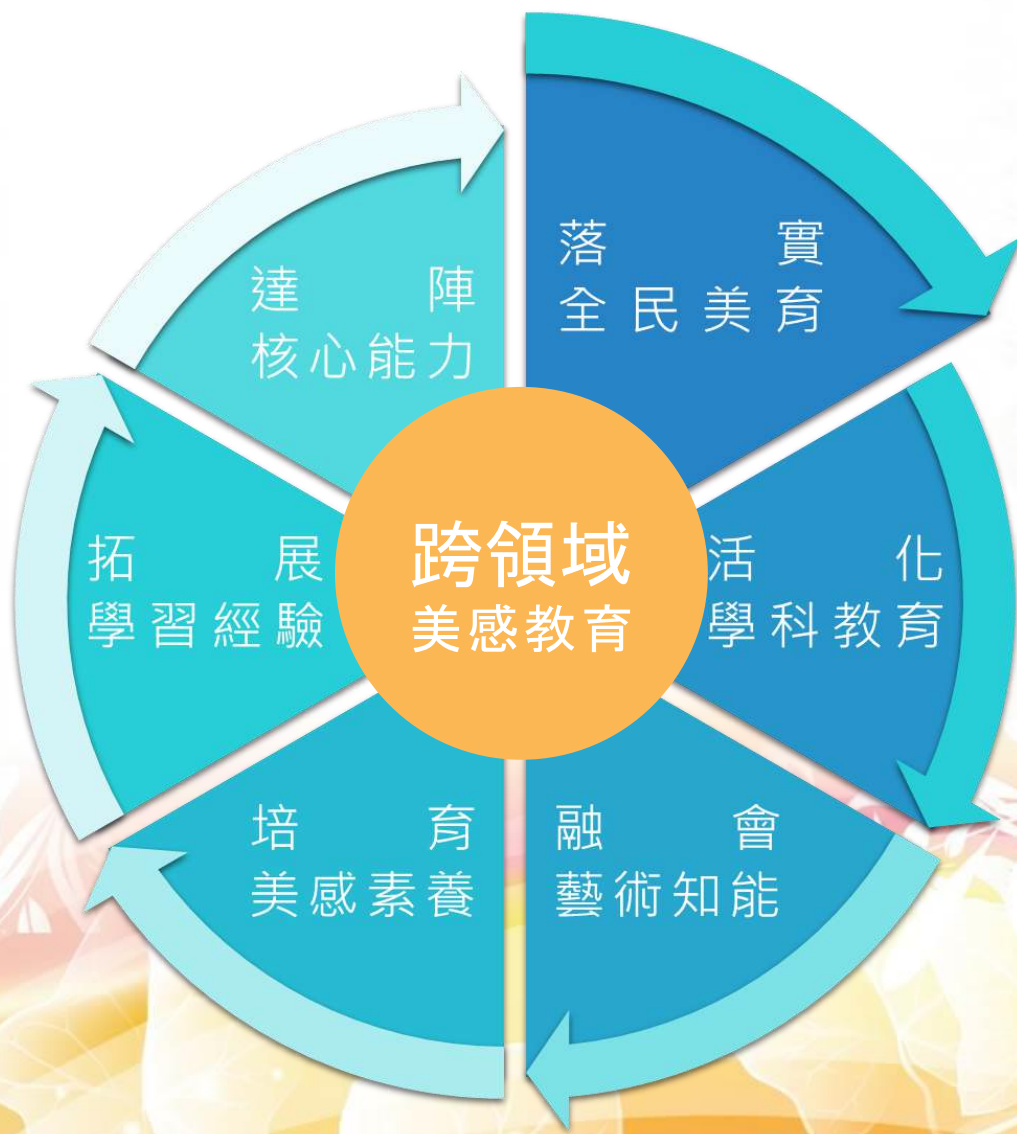 跨領域
美感教育
落實
全民美育
活化
學科教育
融會
藝術知能
培育
美感素養
拓展
學習經驗
達陣
核心能力